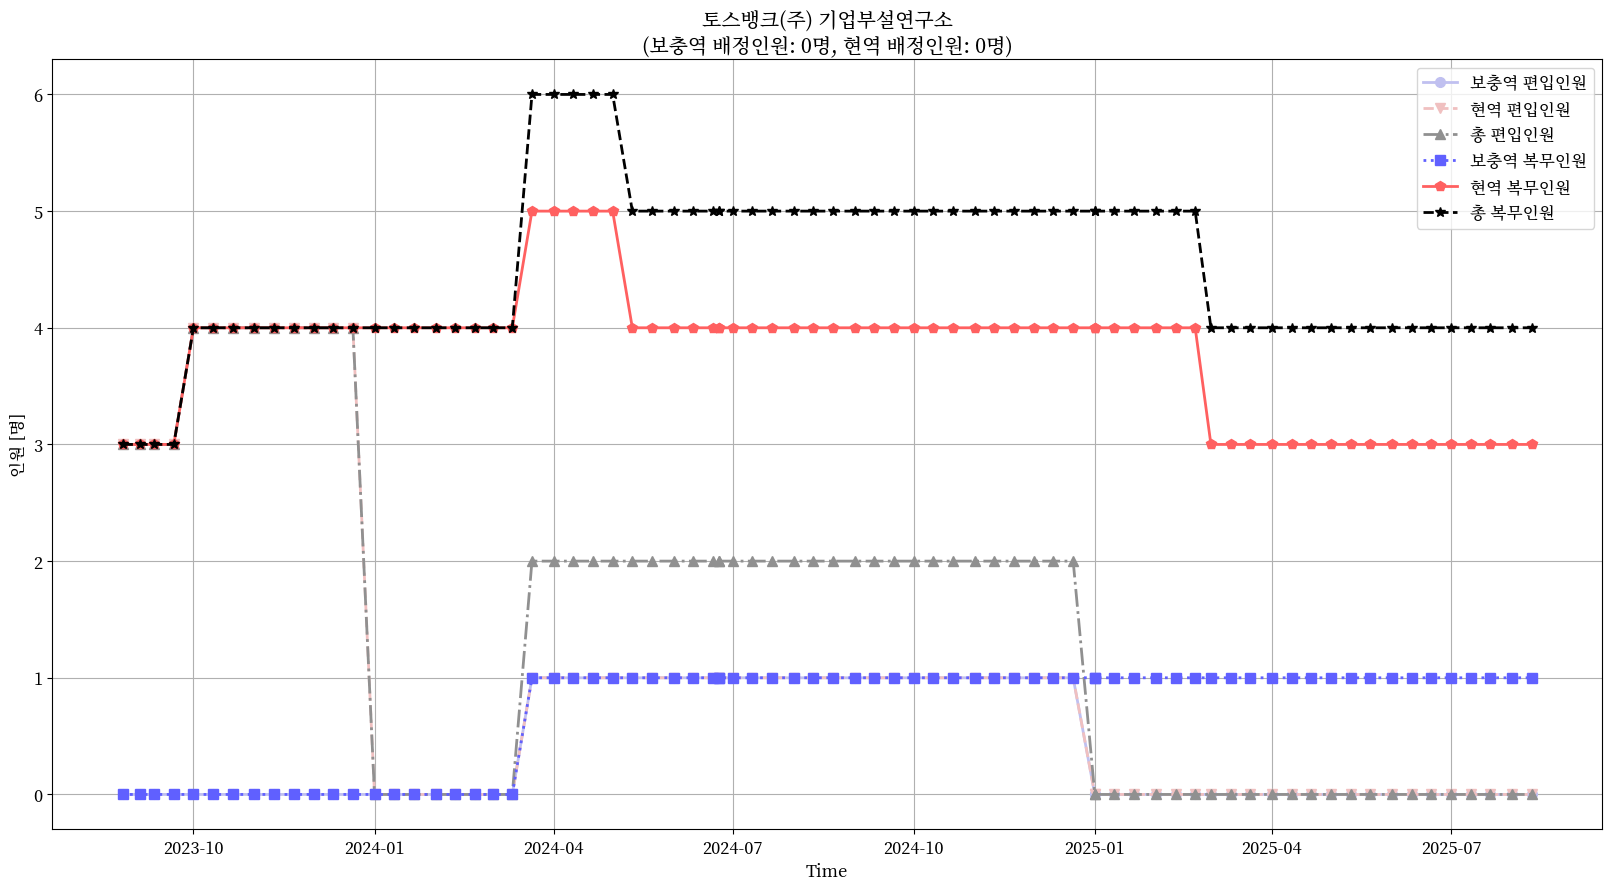 토스뱅크(주) 기업부설연구소
(보충역 배정인원: 0명, 현역 배정인원: 0명)
보충역 편입인원
현역 편입인원
총 편입인원
보충역 복무인원
현역 복무인원
총 복무인원
인원 [명]
6
5
4
3
2
1
0
2023-10
2024-01
2024-04
2024-07
2024-10
2025-01
2025-04
2025-07
Time